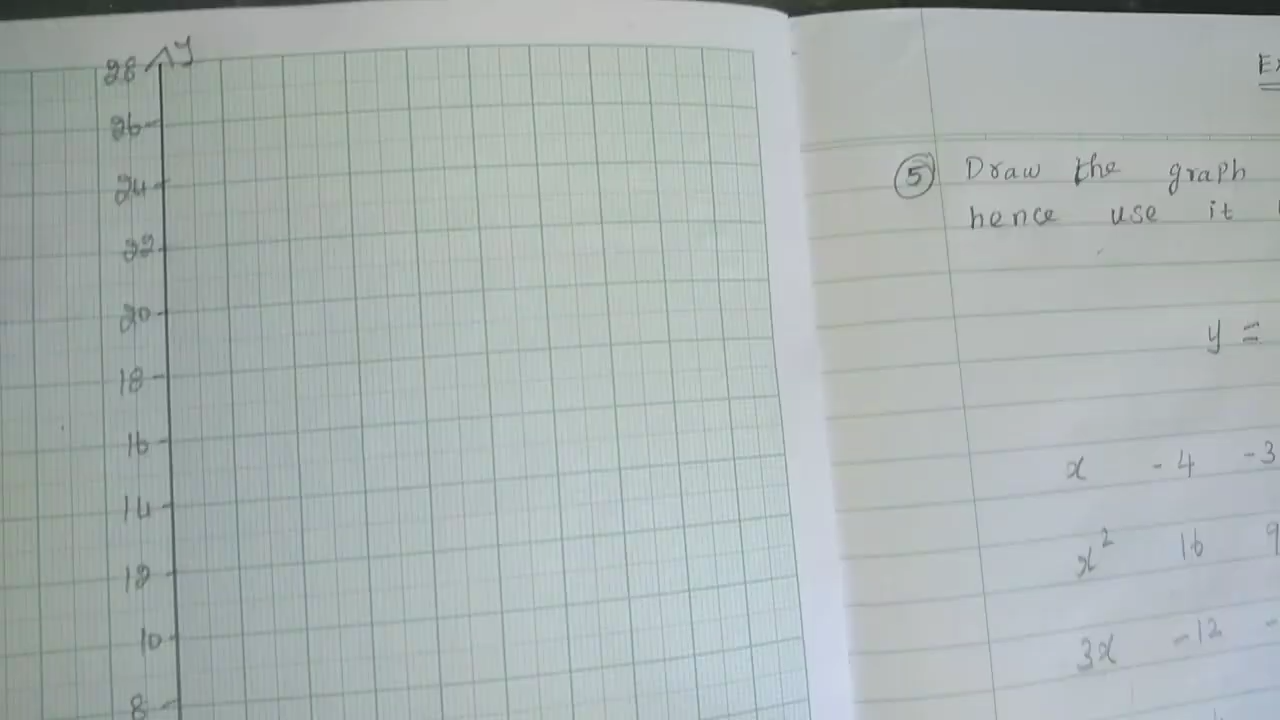 y
28
26
24
22
20
18
16
14
12
10
8
5 Draw the graph
hence use it
y =
x -4 -3
x² 16 9
3x -12 -